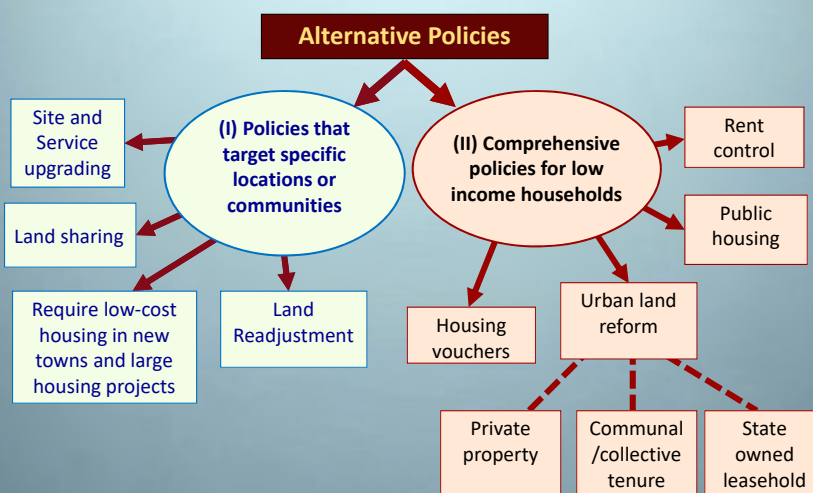 Alternative Policies
(I) Policies that
target specific
locations or
communities
Site and
Service
upgrading
Land sharing
Require low-cost
housing in new
towns and large
housing projects
Land
Readjustment
(II) Comprehensive
policies for low
income households
Rent
control
Public
housing
Housing
vouchers
Urban land
reform
Private
property
Communal
/collective
tenure
State
owned
leasehold